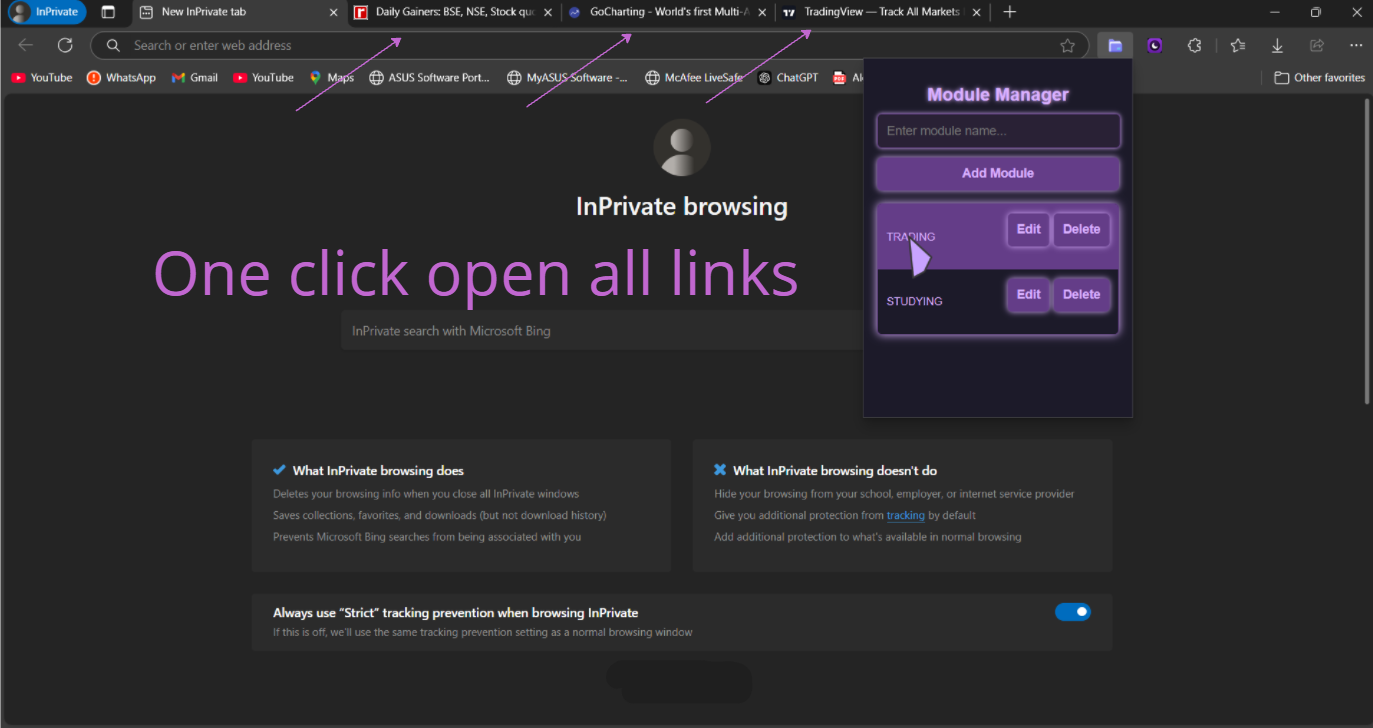 InPrivate
New InPrivate tab
Daily Gainers: BSE, NSE, Stock quo
GoCharting - World's first Multi-A
TradingView — Track All Markets
Search or enter web address
YouTube
WhatsApp
Gmail
YouTube
Maps
ASUS Software Port...
MyASUS Software -...
McAfee LiveSafe
ChatGPT
Other favorites
Module Manager
Enter module name...
Add Module
TRADING
Edit
Delete
STUDYING
Edit
Delete
InPrivate browsing
One click open all links
InPrivate search with Microsoft Bing
What InPrivate browsing does
Deletes your browsing info when you close all InPrivate windows
Saves collections, favorites, and downloads (but not download history)
Prevents Microsoft Bing searches from being associated with you
What InPrivate browsing doesn't do
Hide your browsing from your school, employer, or internet service provider
Give you additional protection from tracking by default
Add additional protection to what's available in normal browsing
Always use “Strict” tracking prevention when browsing InPrivate
If this is off, we'll use the same tracking prevention setting as a normal browsing window